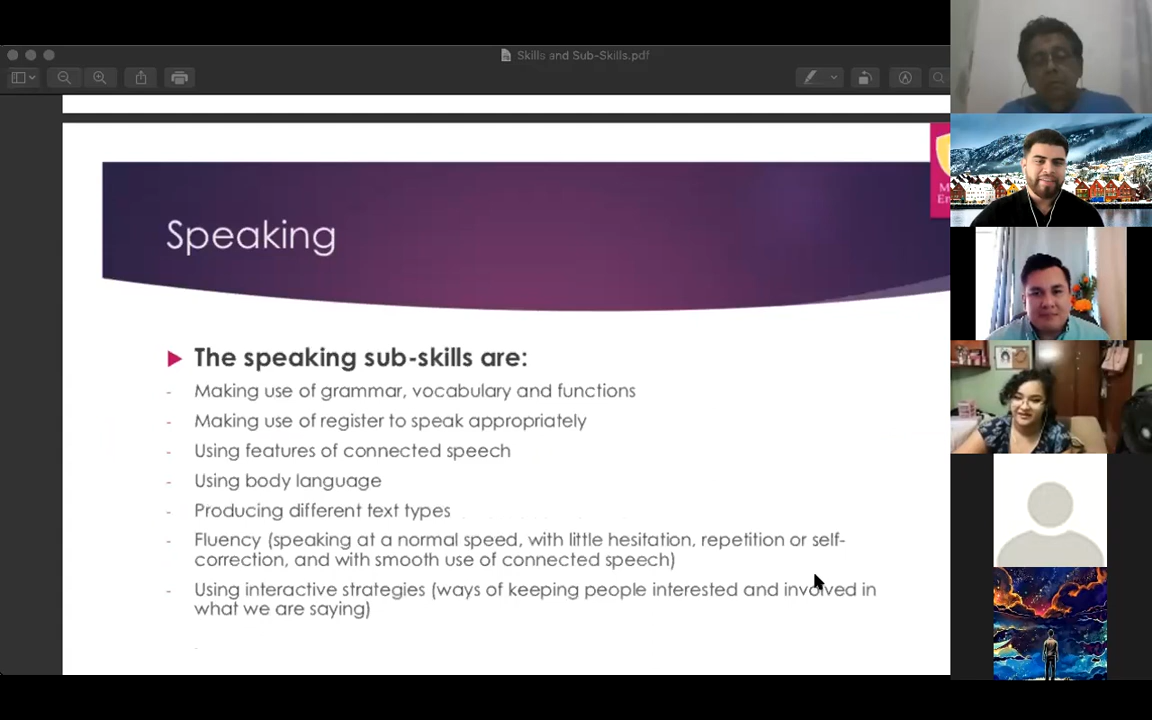 Skills and Sub-Skills.pdf
Speaking
The speaking sub-skills are:
- Making use of grammar, vocabulary and functions
- Making use of register to speak appropriately
- Using features of connected speech
- Using body language
- Producing different text types
- Fluency (speaking at a normal speed, with little hesitation, repetition or self-
correction, and with smooth use of connected speech)
- Using interactive strategies (ways of keeping people interested and involved in
what we are saying)